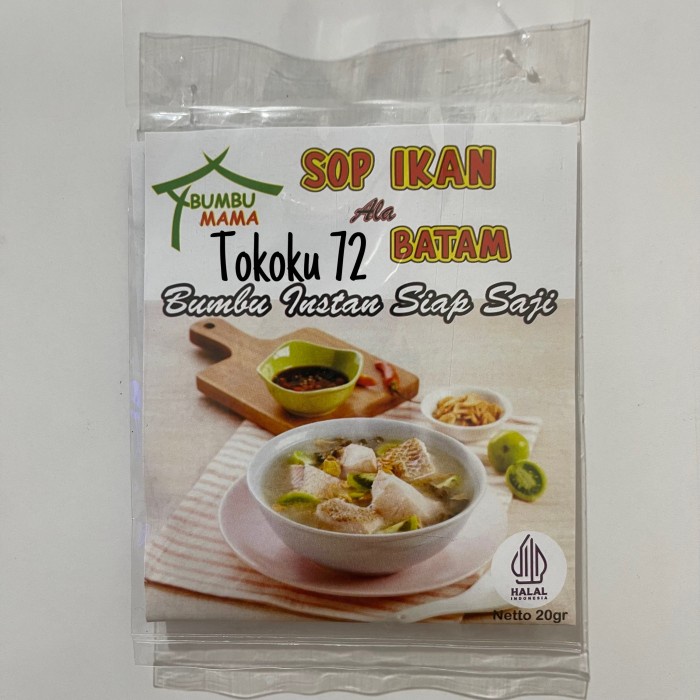 BUMBU
MAMA
SOP IKAN
Ala
BATAM
Tokoku 72
Bumbu Instan Siap Saji
HALAL
INDONESIA
Netto 20gr